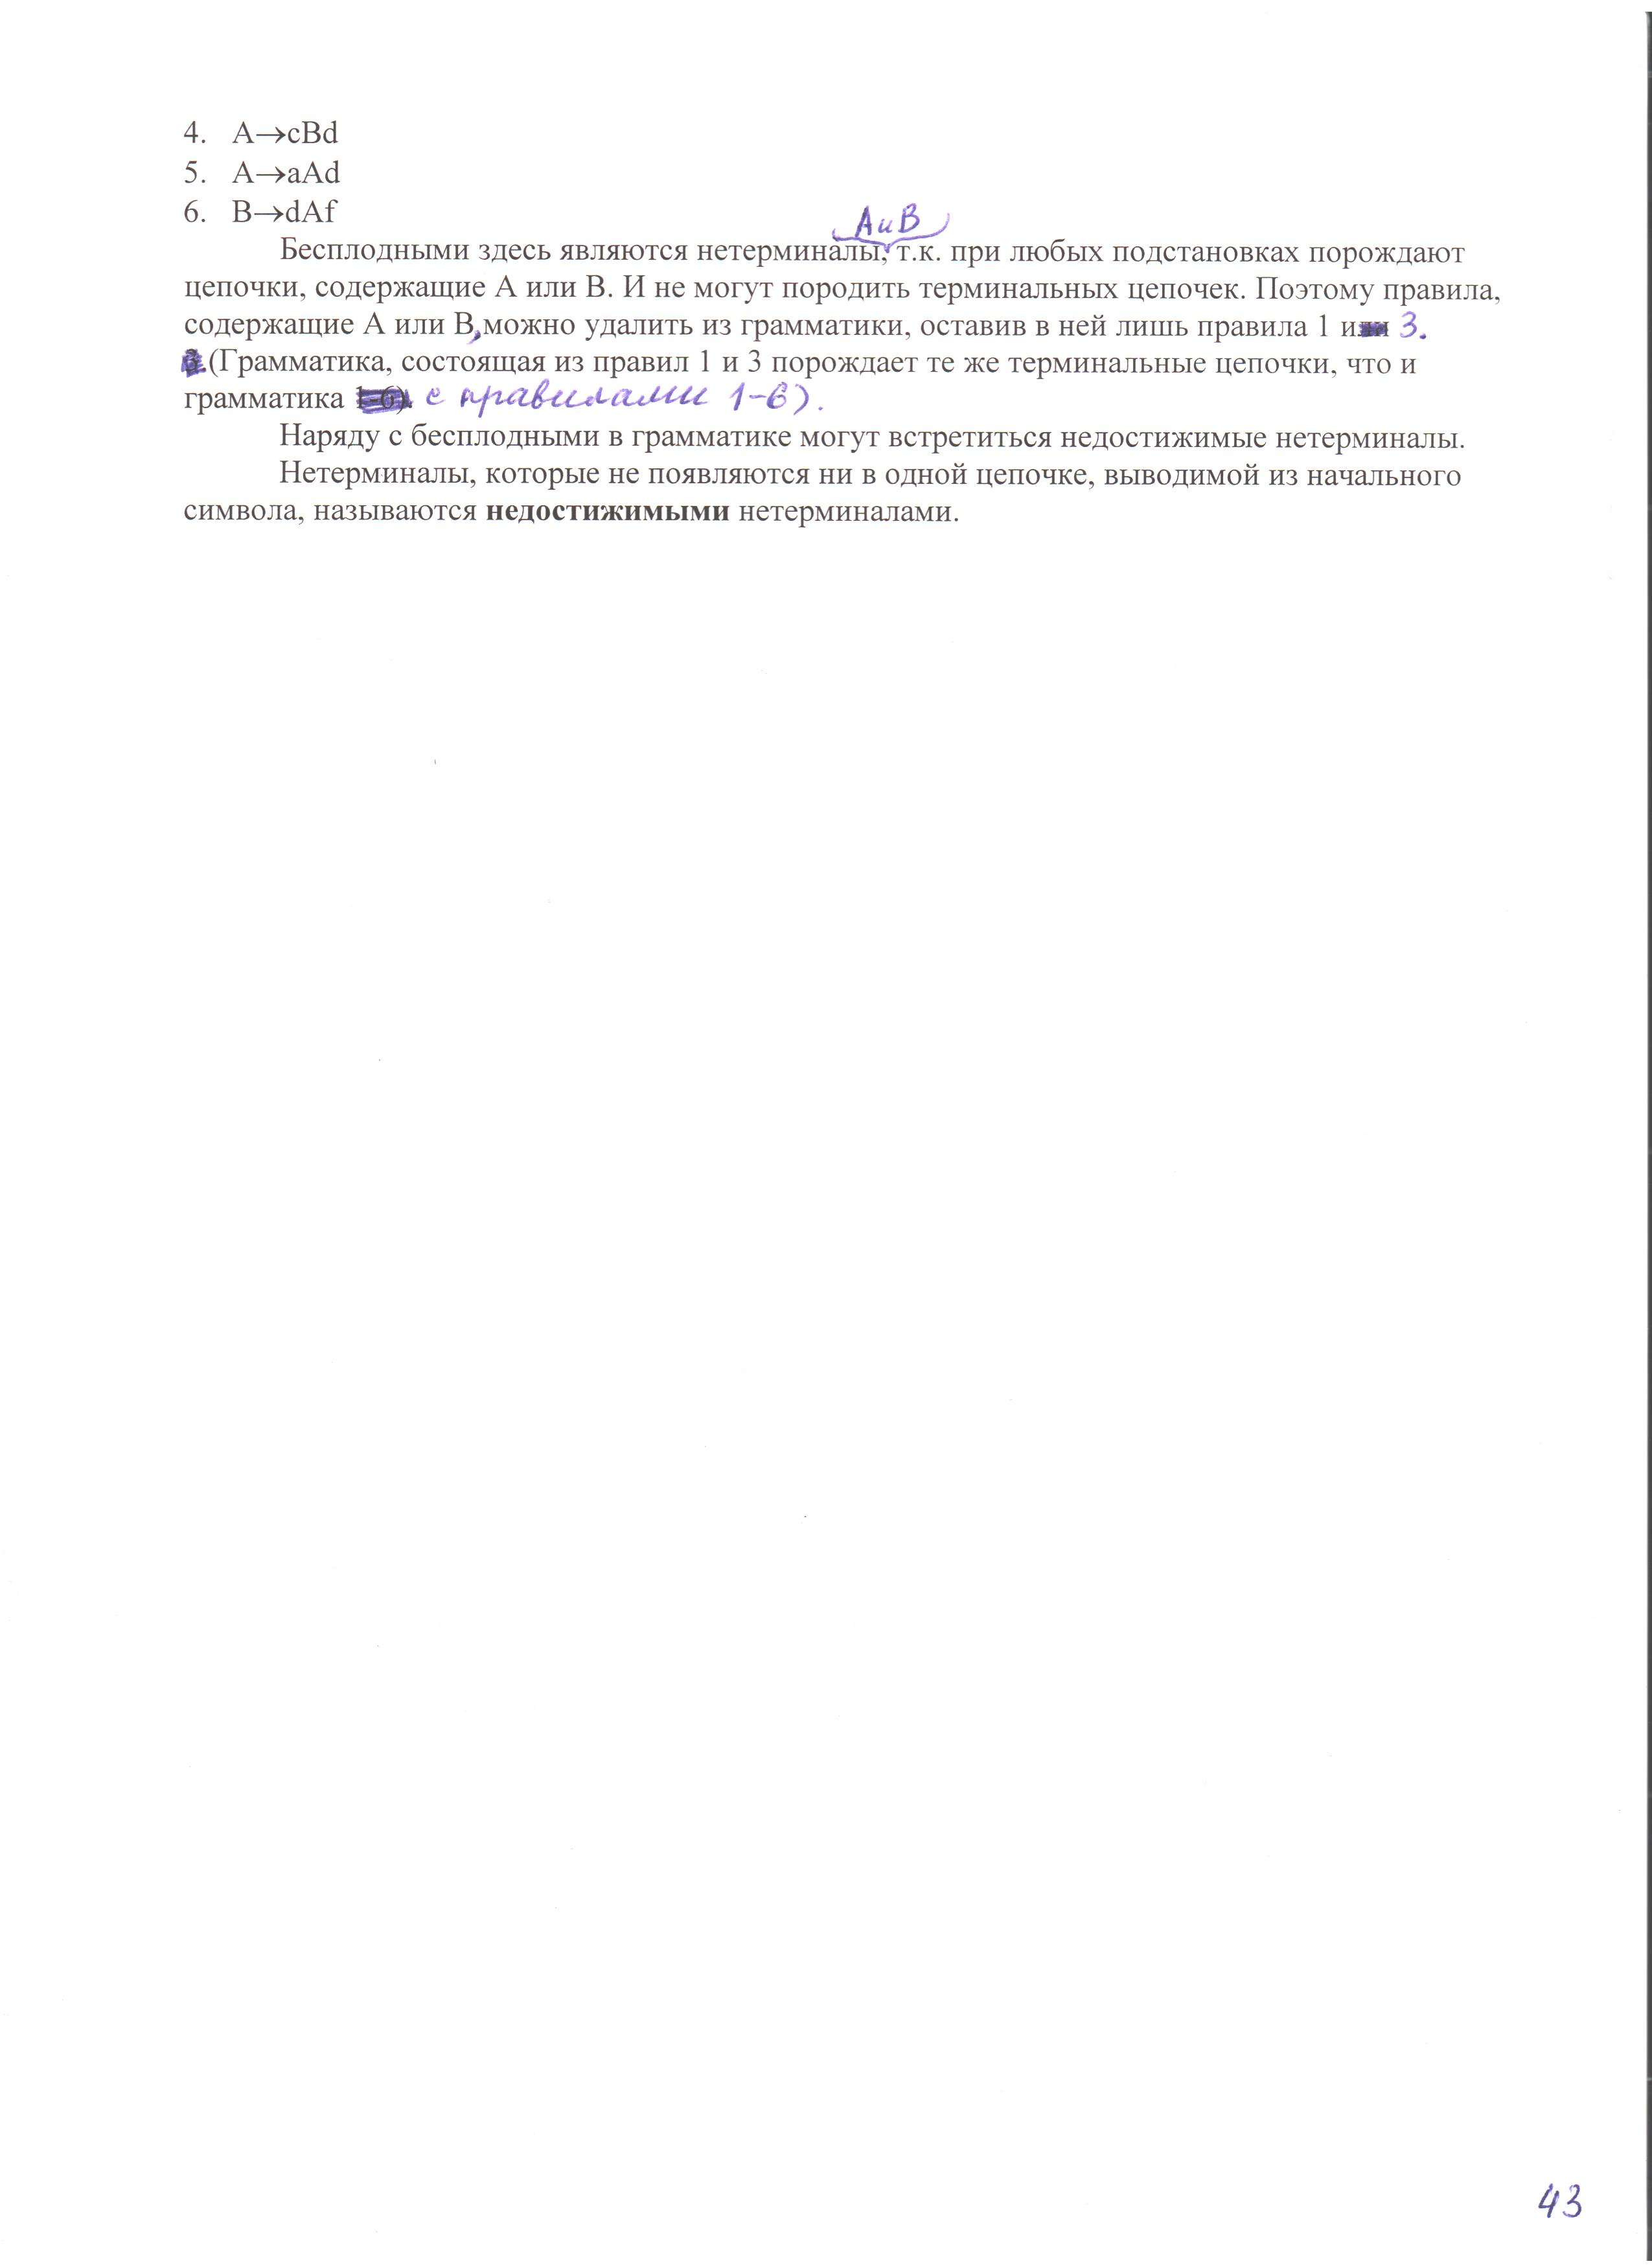 4. A→cBd
5. A→aAd
6. B→dAf
А и В
Бесплодными здесь являются нетерминалы, т.к. при любых подстановках порождают
цепочки, содержащие А или В. И не могут породить терминальных цепочек. Поэтому правила,
содержащие А или В, можно удалить из грамматики, оставив в ней лишь правила 1 и 3.
(Грамматика, состоящая из правил 1 и 3 порождает те же терминальные цепочки, что и
грамматика с правилами 1-6).
Наряду с бесплодными в грамматике могут встретиться недостижимые нетерминалы.
Нетерминалы, которые не появляются ни в одной цепочке, выводимой из начального
символа, называются недостижимыми нетерминалами.
43